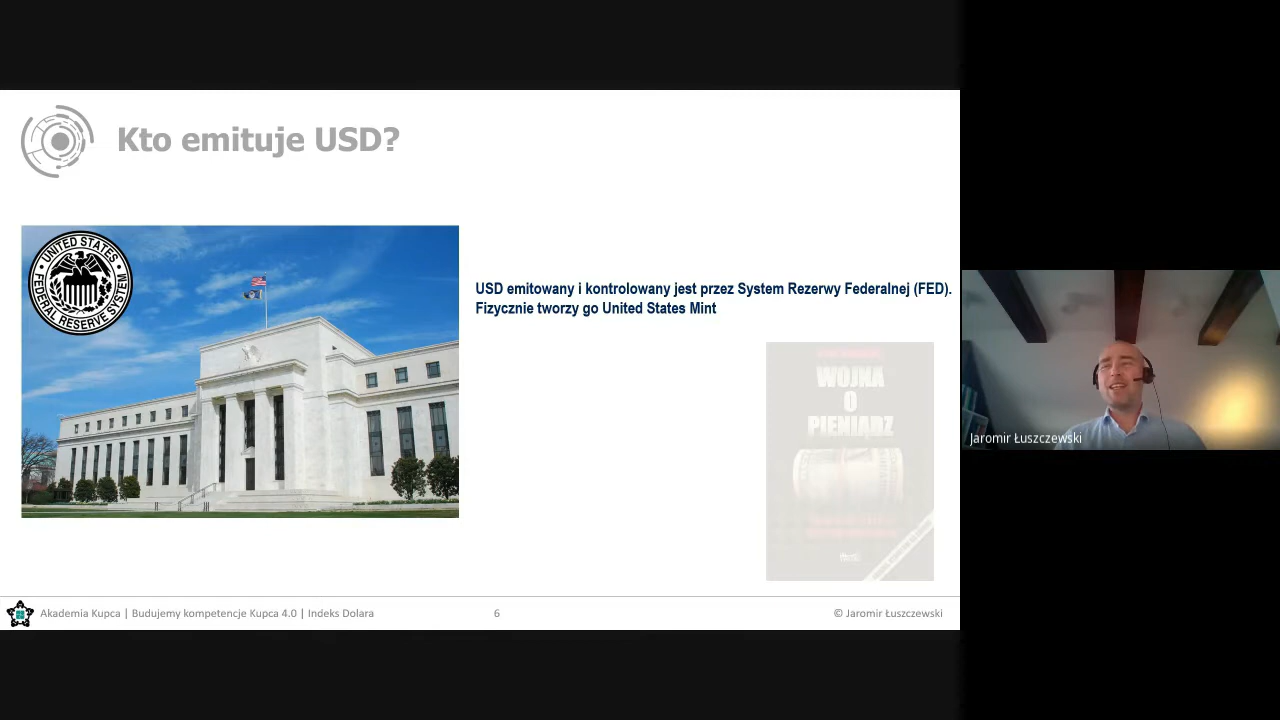 Kto emituje USD?
UNITED STATES
FEDERAL RESERVE SYSTEM
USD emitowany i kontrolowany jest przez System Rezerwy Federalnej (FED).
Fizycznie tworzy go United States Mint
WOJNA
O
PIENIĄDZ
Jaromir Łuszczewski
Akademia Kupca | Budujemy kompetencje Kupca 4.0 | Indeks Dolara
6
© Jaromir Łuszczewski